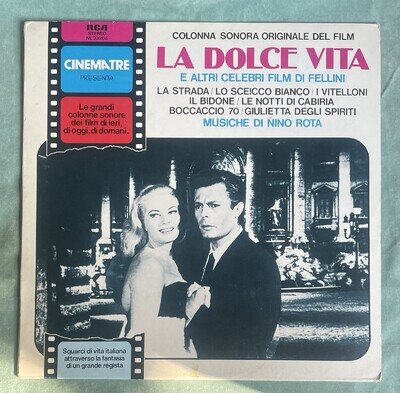 RCA
STEREO
CINEMATRE
PRESENTA
Le grandi
colonne sonore
dei film di ieri,
di oggi, di domani.
COLONNA SONORA ORIGINALE DEL FILM
LA DOLCE VITA
E ALTRI CELEBRI FILM DI FELLINI
LA STRADA/LO SCEICCO BIANCO/I VITELLONI
IL BIDONE/LE NOTTI DI CABIRIA
BOCCACCIO 70/GIULIETTA DEGLI SPIRITI
MUSICHE DI NINO ROTA
Squarci di vita italiana
attraverso la fantasia
di un grande regista